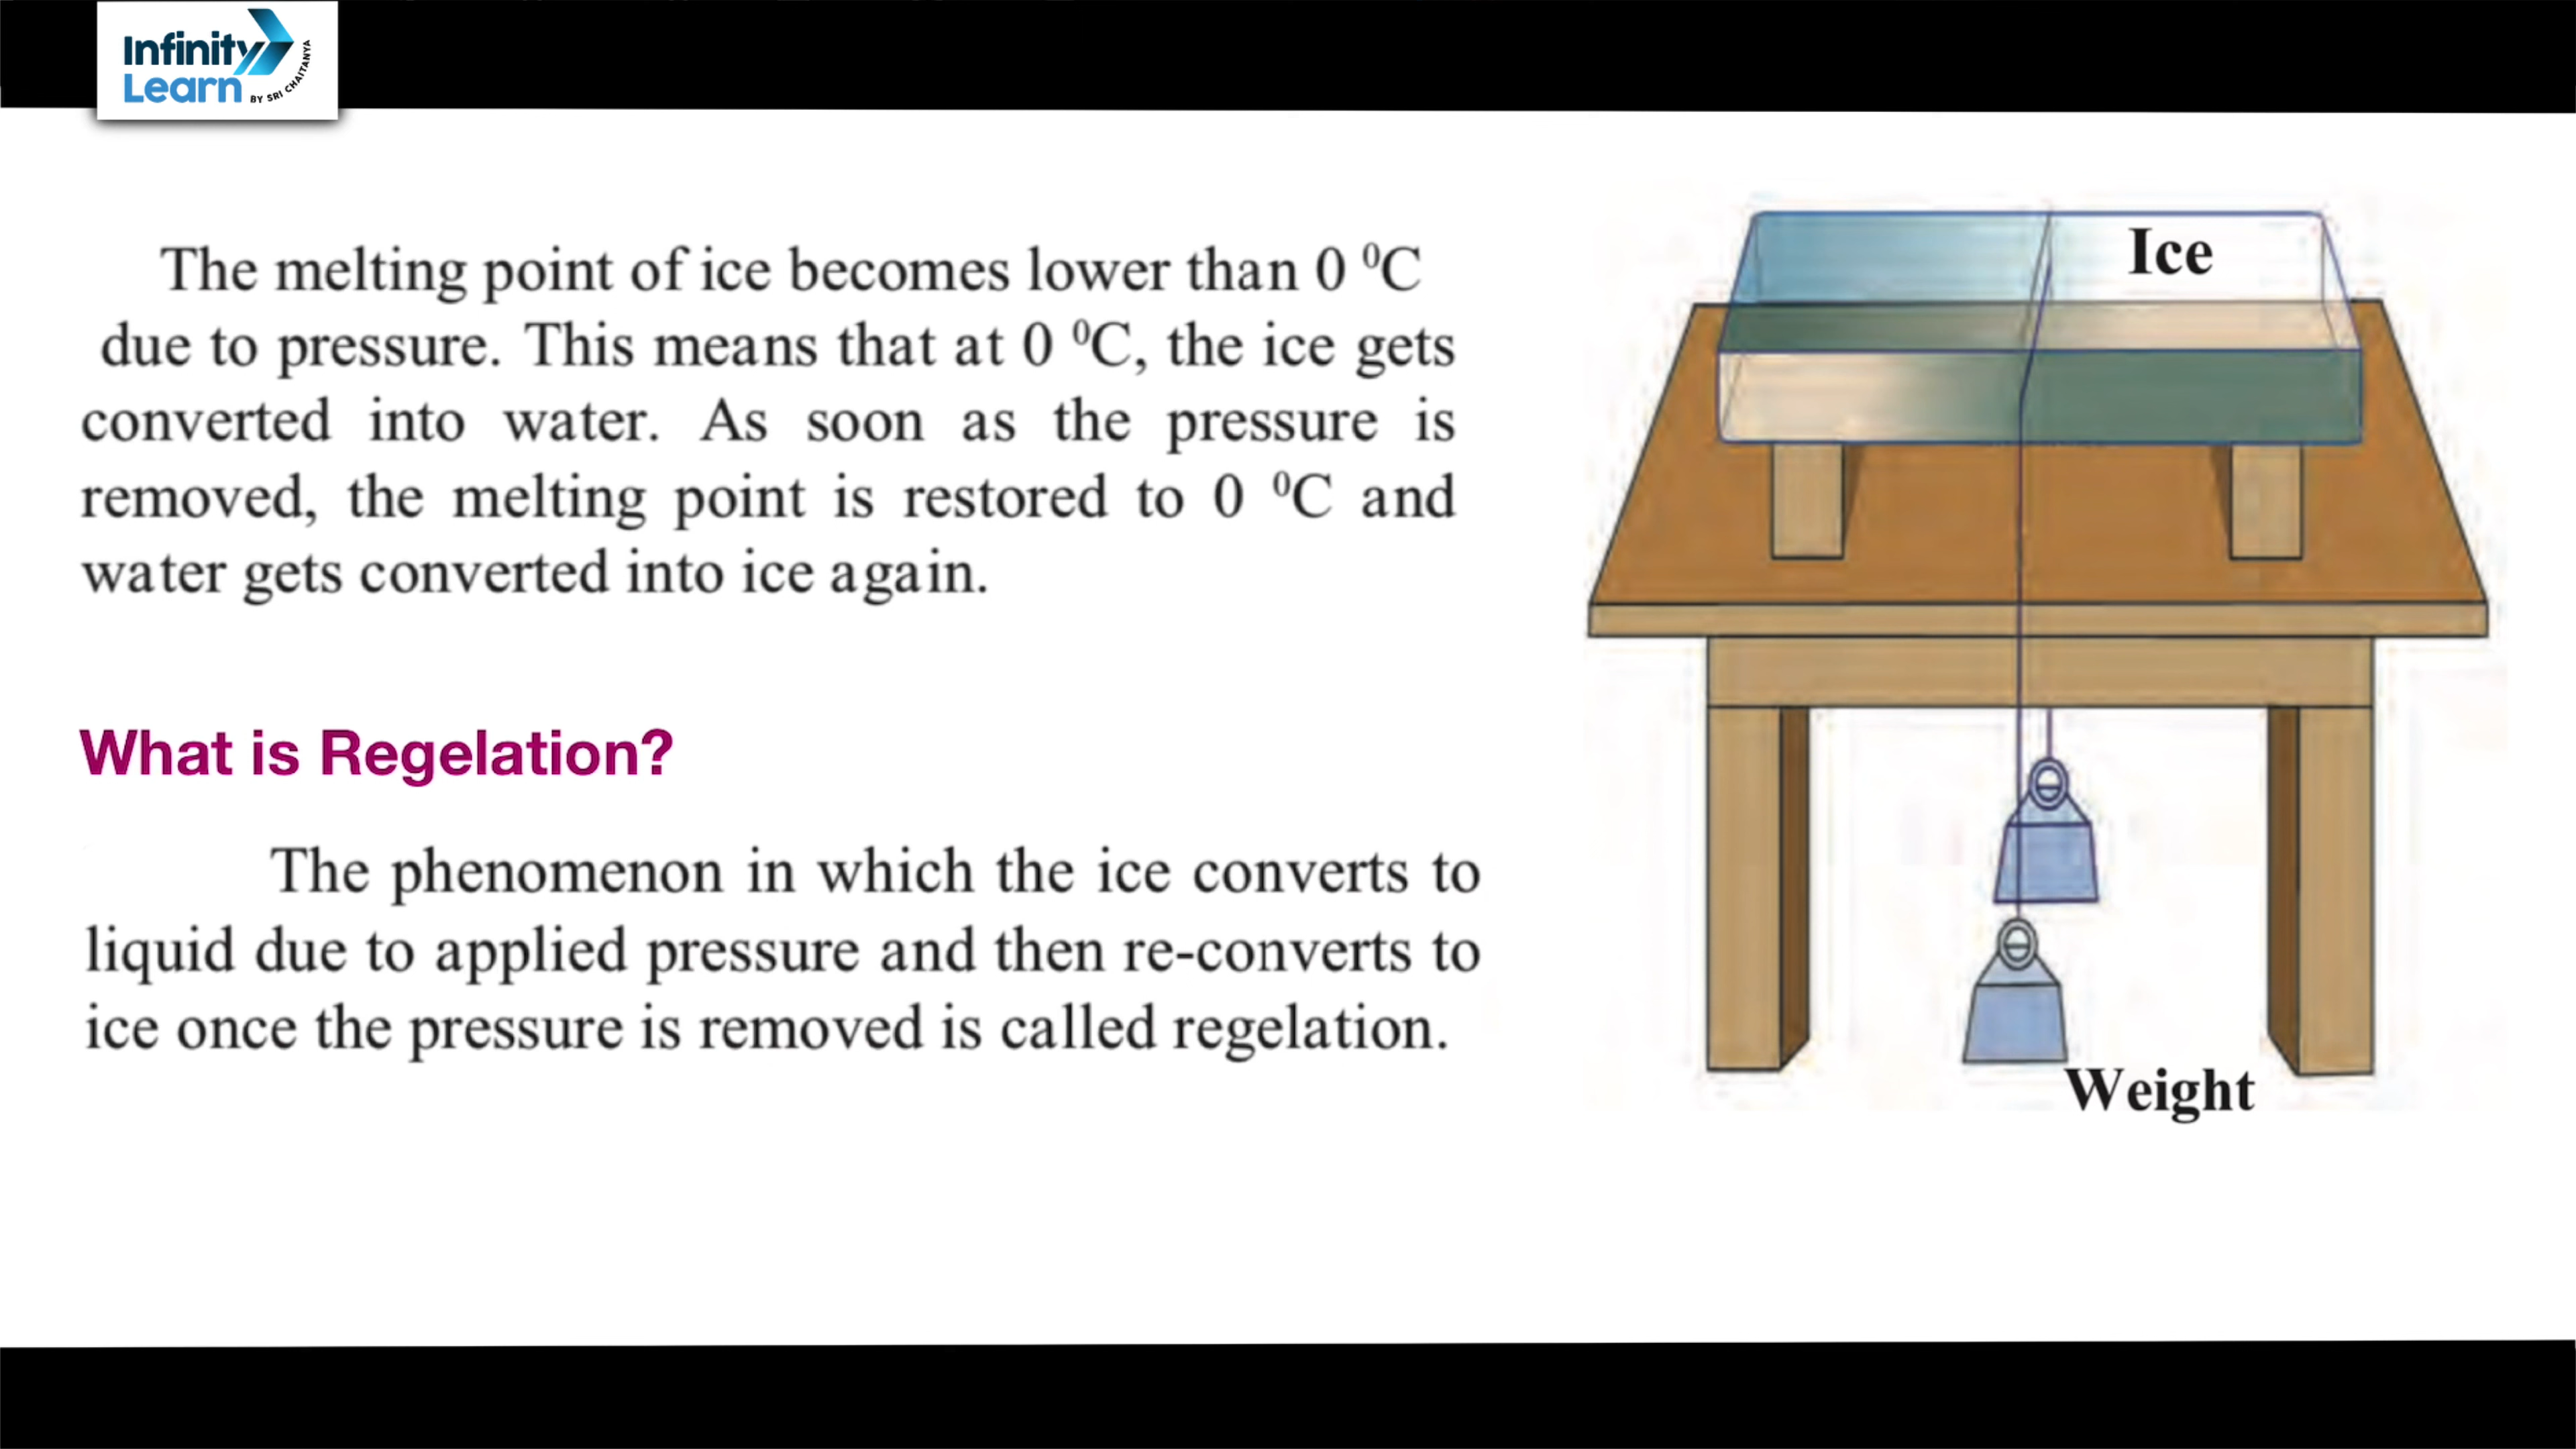 Infinity
Learn BY SRI CHAITANYA
The melting point of ice becomes lower than 0 ⁰C
due to pressure. This means that at 0 ⁰C, the ice gets
converted into water. As soon as the pressure is
removed, the melting point is restored to 0 ⁰C and
water gets converted into ice again.
What is Regelation?
The phenomenon in which the ice converts to
liquid due to applied pressure and then re-converts to
ice once the pressure is removed is called regelation.
Ice
Weight